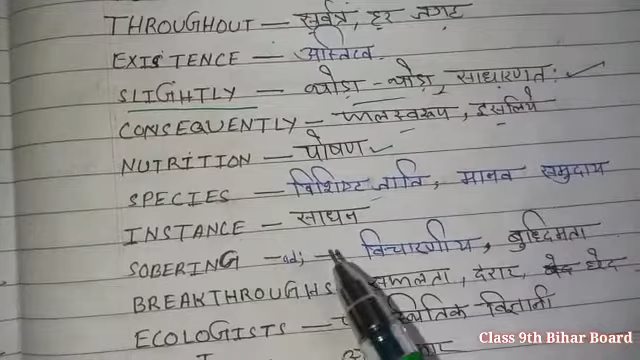 THROUGHOUT — सर्वत्र, हर जगह
EXISTENCE — अस्तित्व
SLIGHTLY — थोड़ा-थोड़ा, साधारणतः ✓
CONSEQUENTLY — फलस्वरूप, इसलिये
NUTRITION — पोषण ✓
SPECIES — विशिष्ट जाति, मानव समुदाय
INSTANCE — साधन
SOBERING — adj — विचारणीय, बुद्धिमता
BREAKTHROUGHS सफलता, दरार, छेद
ECOLOGISTS —
Class 9th Bihar Board